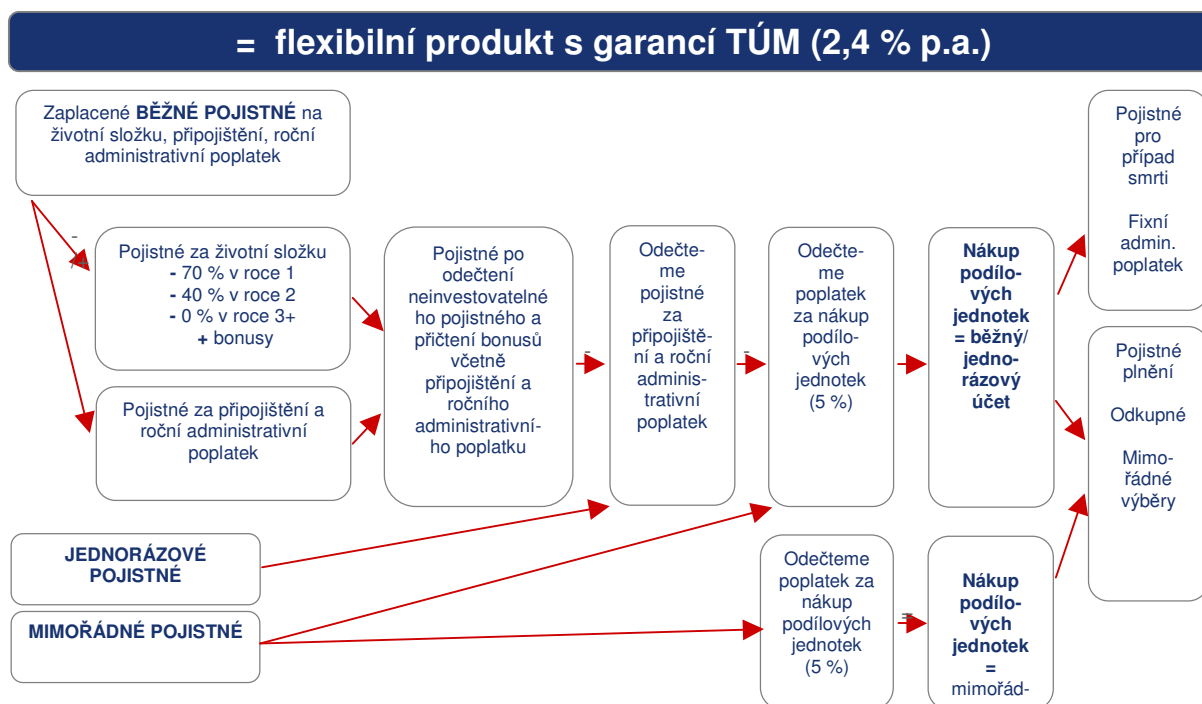 = flexibilní produkt s garancí TÚM (2,4 % p.a.)
Zaplacené BĚŽNÉ POJISTNÉ na
životní složku, připojištění, roční
administrativní poplatek
-
Pojistné za životní složku
- 70 % v roce 1
- 40 % v roce 2
- 0 % v roce 3+
+ bonusy
Pojistné za připojištění a
roční administrativní
poplatek
Pojistné po
odečtení
neinvestovatelné
ho pojistného a
přičtení bonusů
včetně
připojištění a
ročního
administrativní-
ho poplatku
-
Odečte-
me
pojistné
za
připojiště-
ní a roční
adminis-
trativní
poplatek
-
Odečte-
me
poplatek
za nákup
podílo-
vých
jednotek
(5 %)
Nákup
podílo-
vých
jednotek
= běžný/
jedno-
rázový
účet
Pojistné
pro
případ
smrti
Fixní
admin.
poplatek
Pojistné
plnění
Odkupné
Mimo-
řádné
výběry
JEDNORÁZOVÉ
POJISTNÉ
MIMOŘÁDNÉ POJISTNÉ
Odečteme
poplatek za
nákup
podílových
jednotek
(5 %)
=
Nákup
podílo-
vých
jednotek
=
mimořád-